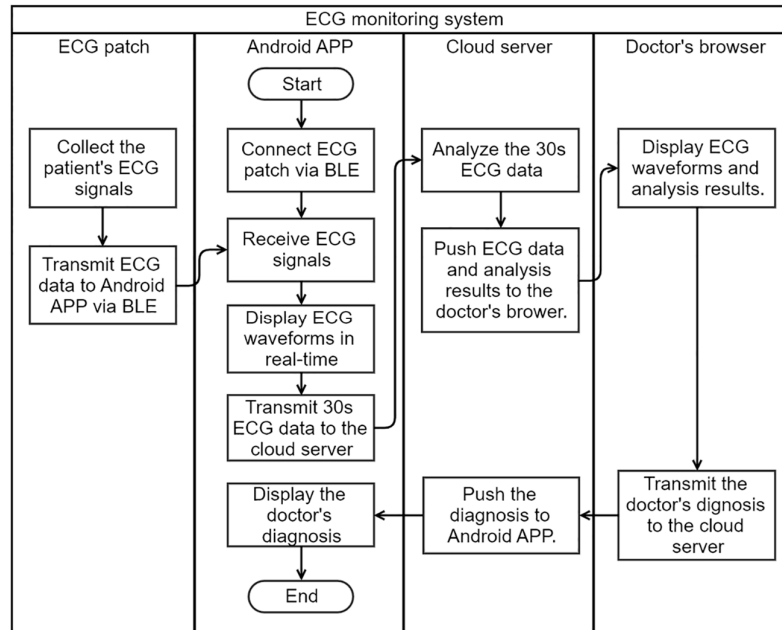 ECG monitoring system
ECG patch
Android APP
Cloud server
Doctor's browser
Start
Collect the
patient's ECG
signals
Connect ECG
patch via BLE
Analyze the 30s
ECG data
Display ECG
waveforms and
analysis results.
Transmit ECG
data to Android
APP via BLE
Receive ECG
signals
Push ECG data
and analysis
results to the
doctor's brower.
Display ECG
waveforms in
real-time
Transmit 30s
ECG data to the
cloud server
Display the
doctor's
diagnosis
Push the
diagnosis to
Android APP.
Transmit the
doctor's dignosis
to the cloud
server
End